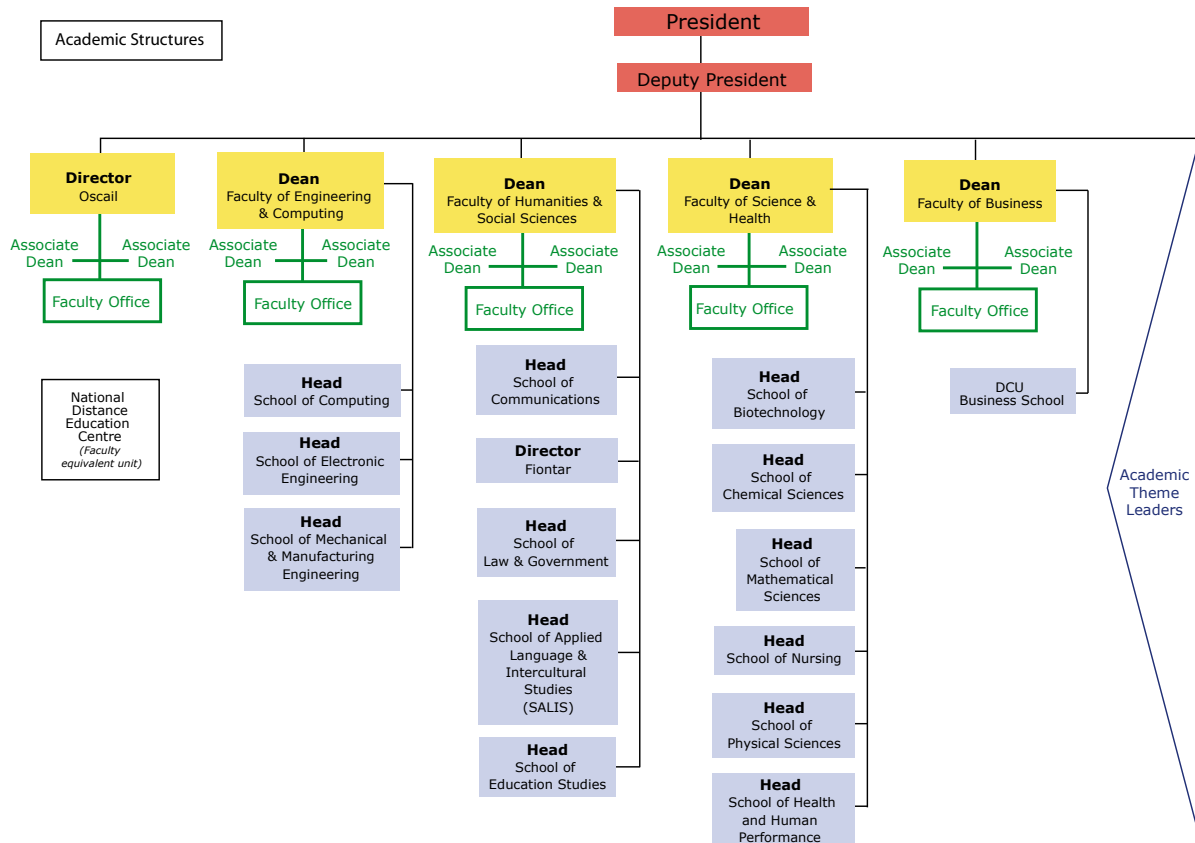 Academic Structures
President
Deputy President
Director
Oscail
Associate
Dean
Associate
Dean
Faculty Office
National
Distance
Education
Centre
(Faculty
equivalent unit)
Dean
Faculty of Engineering
& Computing
Associate
Dean
Associate
Dean
Faculty Office
Head
School of Computing
Head
School of Electronic
Engineering
Head
School of Mechanical
& Manufacturing
Engineering
Dean
Faculty of Humanities &
Social Sciences
Associate
Dean
Associate
Dean
Faculty Office
Head
School of
Communications
Director
Fiontar
Head
School of
Law & Government
Head
School of Applied
Language &
Intercultural
Studies
(SALIS)
Head
School of
Education Studies
Dean
Faculty of Science &
Health
Associate
Dean
Associate
Dean
Faculty Office
Head
School of
Biotechnology
Head
School of
Chemical Sciences
Head
School of
Mathematical
Sciences
Head
School of Nursing
Head
School of
Physical Sciences
Head
School of Health
and Human
Performance
Dean
Faculty of Business
Associate
Dean
Associate
Dean
Faculty Office
DCU
Business School
Academic
Theme
Leaders